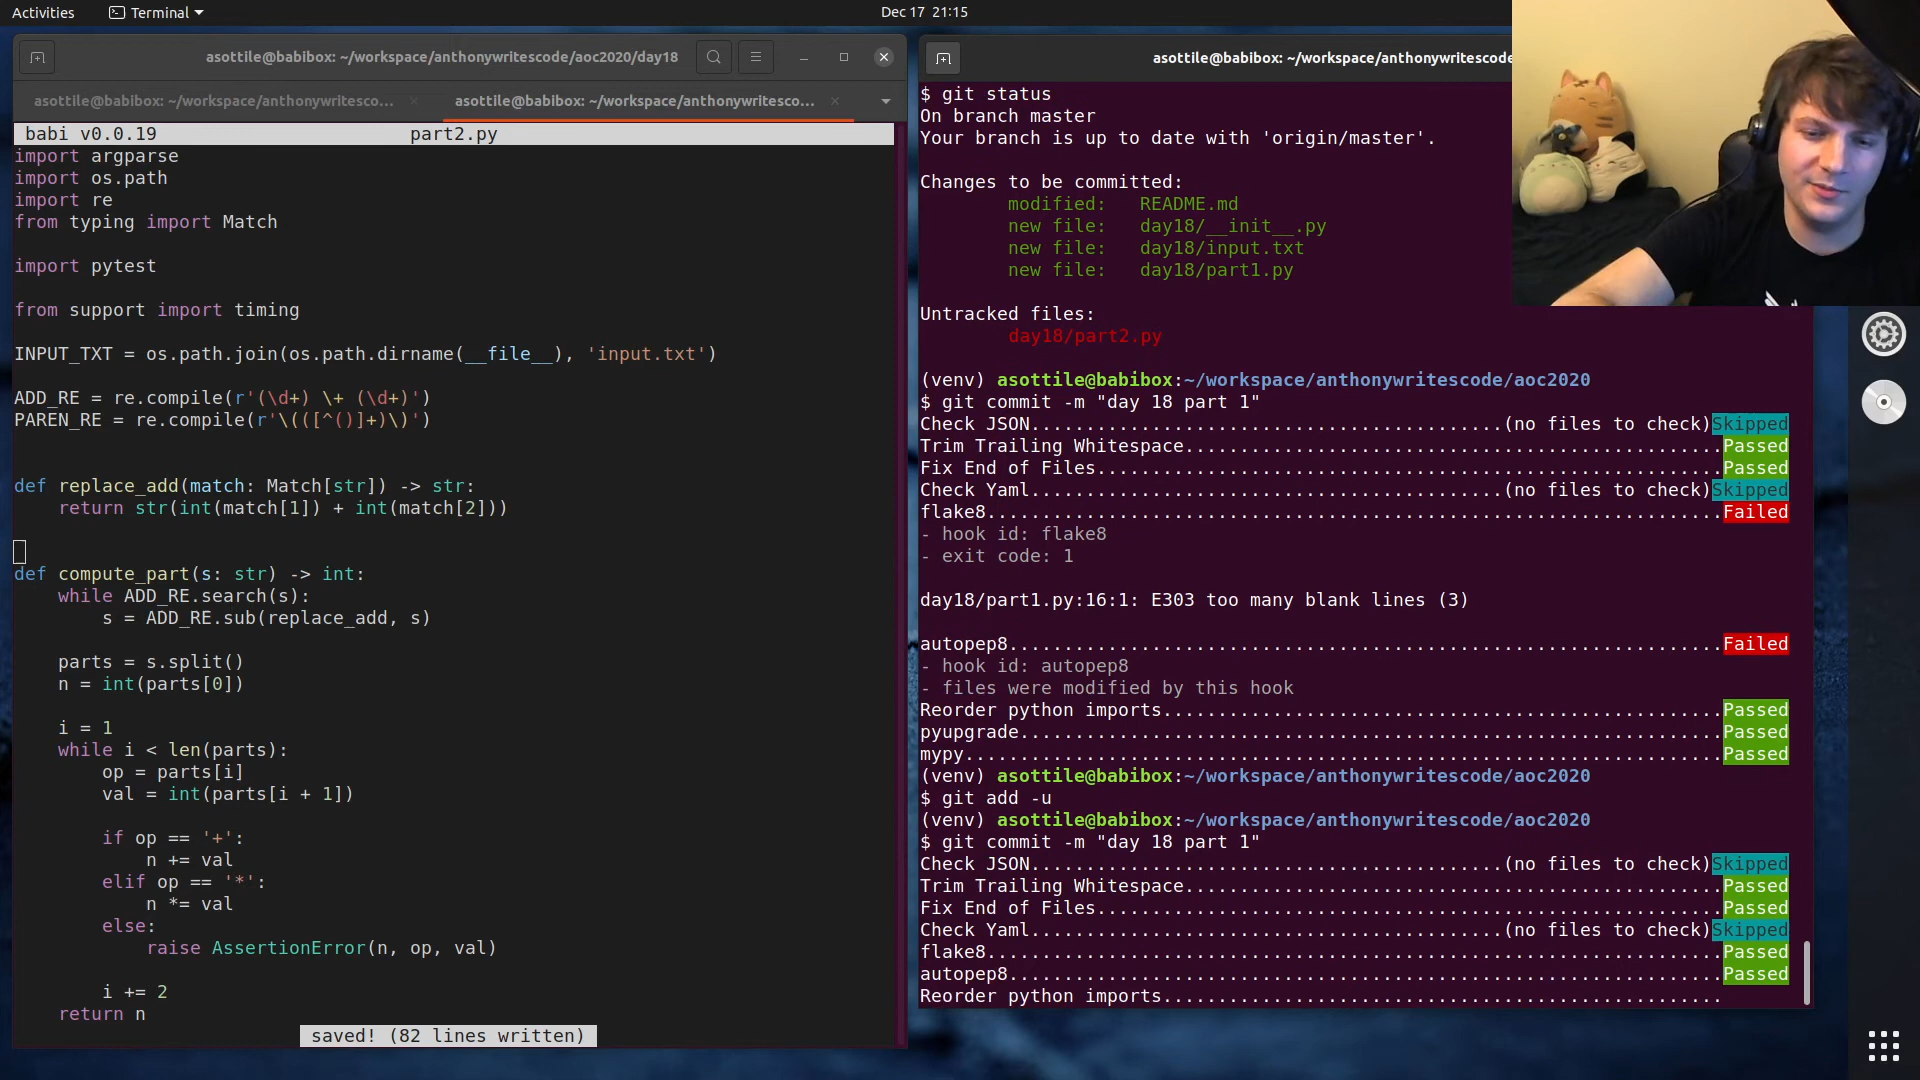 Activities
Terminal
Dec 17 21:15
asottile@babibox: ~/workspace/anthonywritescode/aoc2020/day18
asottile@babibox: ~/workspace/anthonywritesco...
asottile@babibox: ~/workspace/anthonywritesco...
babi v0.0.19 part2.py
import argparse
import os.path
import re
from typing import Match
import pytest
from support import timing
INPUT_TXT = os.path.join(os.path.dirname(__file__), 'input.txt')
ADD_RE = re.compile(r'(\d+) \+ (\d+)')
PAREN_RE = re.compile(r'\(([^()]+)\)')
def replace_add(match: Match[str]) -> str:
    return str(int(match[1]) + int(match[2]))
def compute_part(s: str) -> int:
    while ADD_RE.search(s):
        s = ADD_RE.sub(replace_add, s)
    parts = s.split()
    n = int(parts[0])
    i = 1
    while i < len(parts):
        op = parts[i]
        val = int(parts[i + 1])
        if op == '+':
            n += val
        elif op == '*':
            n *= val
        else:
            raise AssertionError(n, op, val)
        i += 2
    return n
saved! (82 lines written)
asottile@babibox: ~/workspace/anthonywritescode
$ git status
On branch master
Your branch is up to date with 'origin/master'.
Changes to be committed:
        modified:   README.md
        new file:   day18/__init__.py
        new file:   day18/input.txt
        new file:   day18/part1.py
Untracked files:
        day18/part2.py
(venv) asottile@babibox:~/workspace/anthonywritescode/aoc2020
$ git commit -m "day 18 part 1"
Check JSON...........................................(no files to check)Skipped
Trim Trailing Whitespace.................................................Passed
Fix End of Files.........................................................Passed
Check Yaml...........................................(no files to check)Skipped
flake8...................................................................Failed
- hook id: flake8
- exit code: 1
day18/part1.py:16:1: E303 too many blank lines (3)
autopep8.................................................................Failed
- hook id: autopep8
- files were modified by this hook
Reorder python imports...................................................Passed
pyupgrade................................................................Passed
mypy.....................................................................Passed
(venv) asottile@babibox:~/workspace/anthonywritescode/aoc2020
$ git add -u
(venv) asottile@babibox:~/workspace/anthonywritescode/aoc2020
$ git commit -m "day 18 part 1"
Check JSON...........................................(no files to check)Skipped
Trim Trailing Whitespace.................................................Passed
Fix End of Files.........................................................Passed
Check Yaml...........................................(no files to check)Skipped
flake8...................................................................Passed
autopep8.................................................................Passed
Reorder python imports...................................................